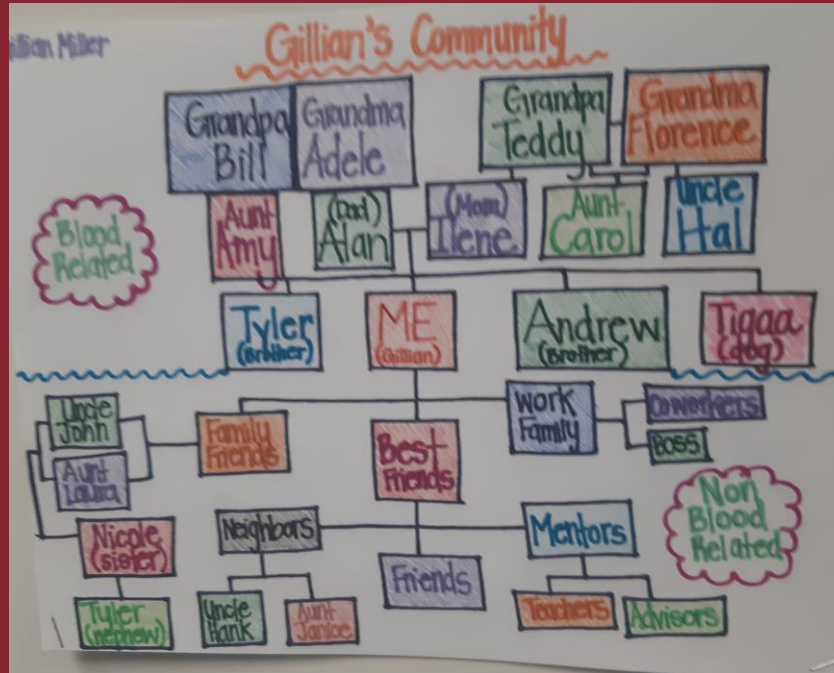 illian Miller
Gillian's Community
Grandpa
Bill
Grandma
Adele
Grandpa
Teddy
Grandma
Florence
Aunt
Amy
(Dad)
Alan
(Mom)
Ilene
Aunt
Carol
Uncle
Hal
Blood
Related
Tyler
(Brother)
ME
(Gillian)
Andrew
(Brother)
Tigga
(dog)
Uncle
John
Aunt
Laura
Family
Friends
Best
Friends
Work
Family
Coworkers
BOSS
Non
Blood
Related
Nicole
(sister)
Neighbors
Mentors
Tyler
(nephew)
Uncle
Hank
Aunt
Janice
Friends
Teachers
Advisors